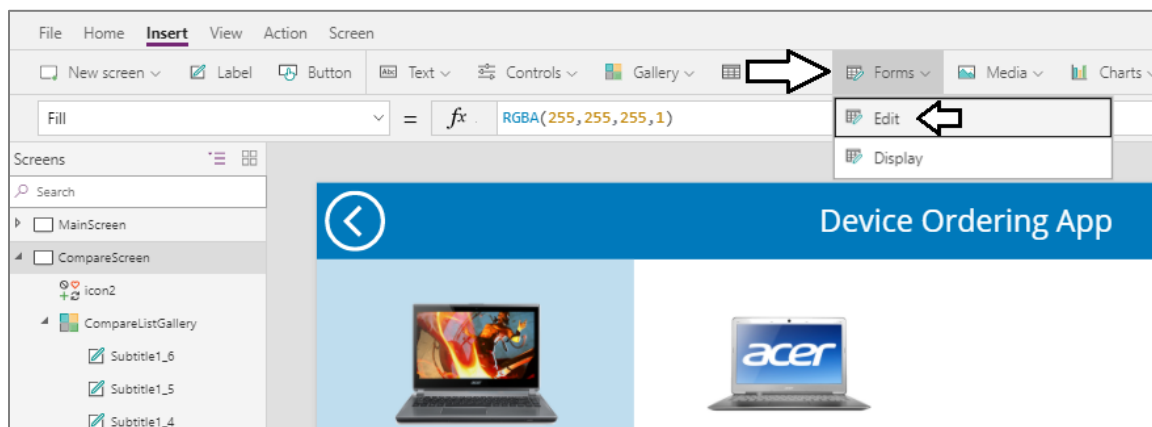 File Home Insert View Action Screen
New screen Label Button Abc Text Controls Gallery Forms Media Charts
Fill = fx RGBA(255,255,255,1) Edit
Screens Display
Search
MainScreen Device Ordering App
CompareScreen
icon2
CompareListGallery
acer
Subtitle1_6
Subtitle1_5
Subtitle1_4